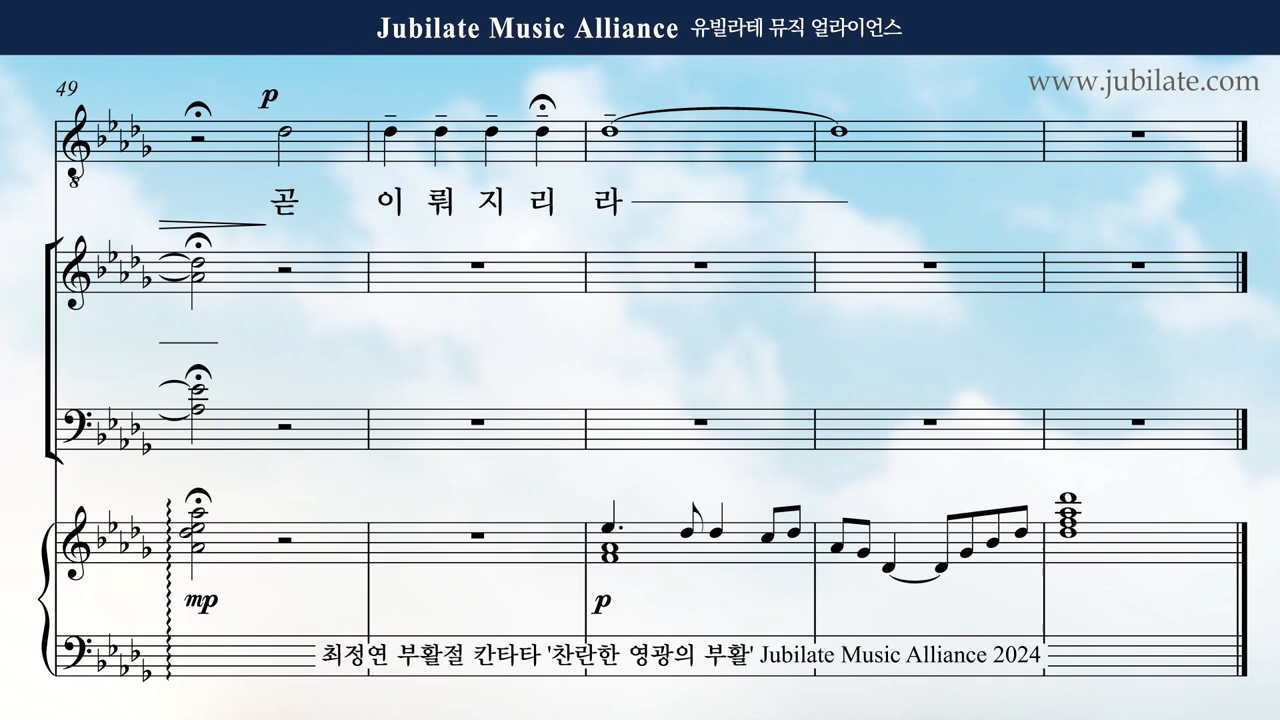 Jubilate Music Alliance 유빌라테 뮤직 얼라이언스
www.jubilate.com
49
p
곧 이 뤄 지 리 라
mp p
최정연 부활절 칸타타 '찬란한 영광의 부활' Jubilate Music Alliance 2024